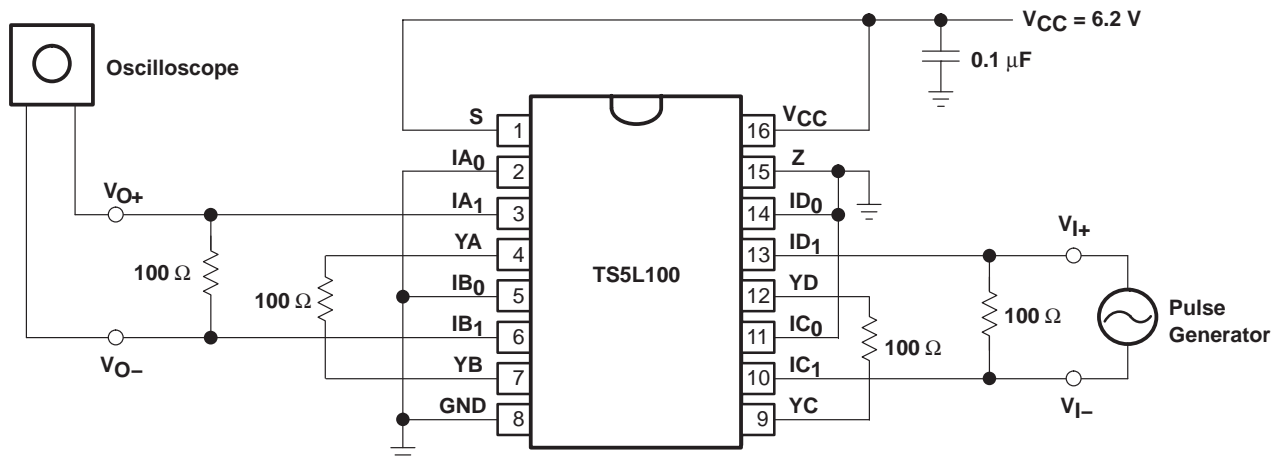 VCC = 6.2 V
0.1 μF
Oscilloscope
S
1
16
VCC
IA0
2
15
Z
VO+
IA1
3
14
ID0
VI+
YA
4
13
ID1
100 Ω
TS5L100
100 Ω
IB0
5
12
YD
100 Ω
Pulse
Generator
IB1
6
11
IC0
100 Ω
VO–
YB
7
10
IC1
VI–
GND
8
9
YC